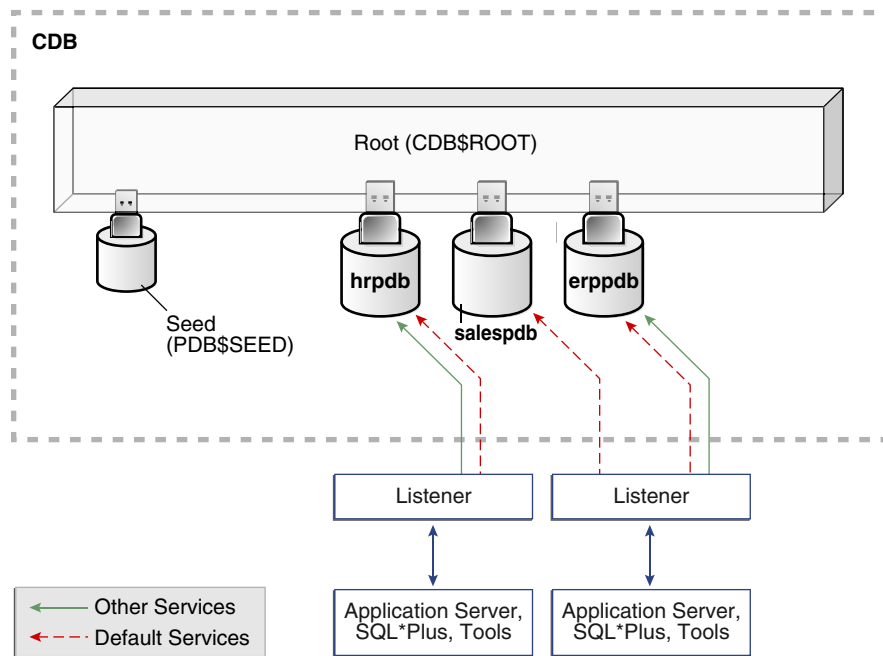 CDB
Root (CDB$ROOT)
hrpdb
erppdb
salespdb
Seed
(PDB$SEED)
Listener
Listener
Application Server,
SQL*Plus, Tools
Application Server,
SQL*Plus, Tools
Other Services
Default Services